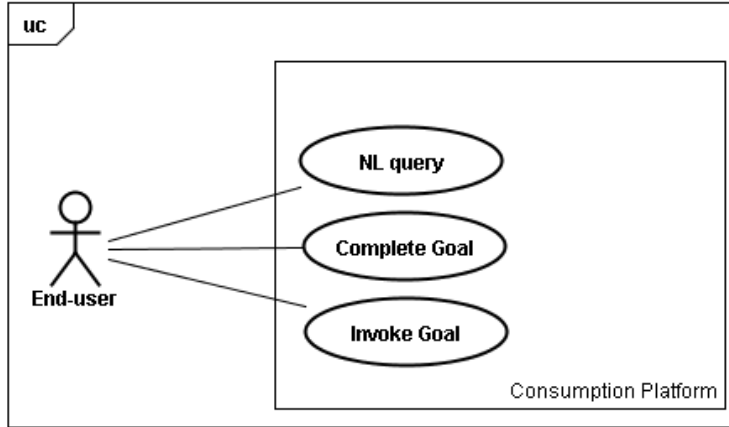 uc
NL query
Complete Goal
End-user
Invoke Goal
Consumption Platform